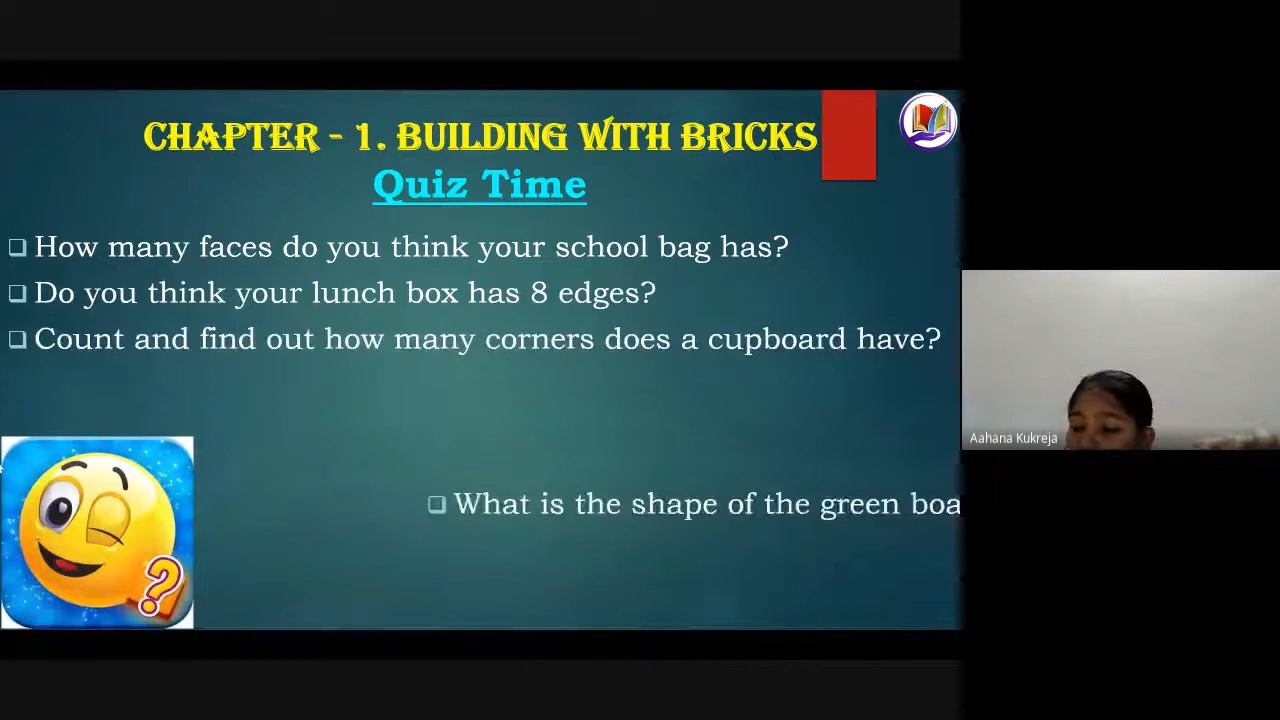 CHAPTER - 1. BUILDING WITH BRICKS
Quiz Time
How many faces do you think your school bag has?
Do you think your lunch box has 8 edges?
Count and find out how many corners does a cupboard have?
What is the shape of the green boa
?
Aahana Kukreja